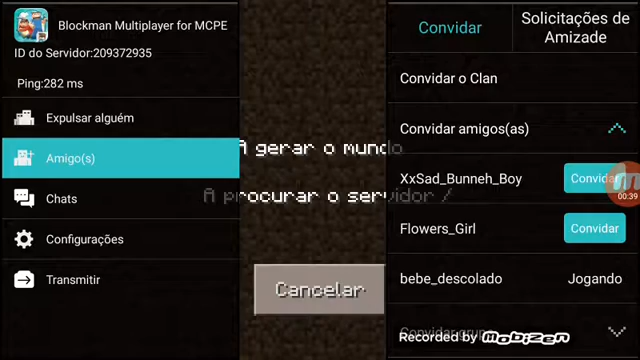 Blockman Multiplayer for MCPE
ID do Servidor:209372935
Ping:282 ms
Expulsar alguém
Amigo(s)
Chats
Configurações
Transmitir
A gerar o mundo
A procurar o servidor /
Cancelar
Convidar
Solicitações de
Amizade
Convidar o Clan
Convidar amigos(as)
XxSad_Bunneh_Boy
Convidar
00:39
Flowers_Girl
Convidar
bebe_descolado
Jogando
Convidar grupo
Recorded by MOBIZEN